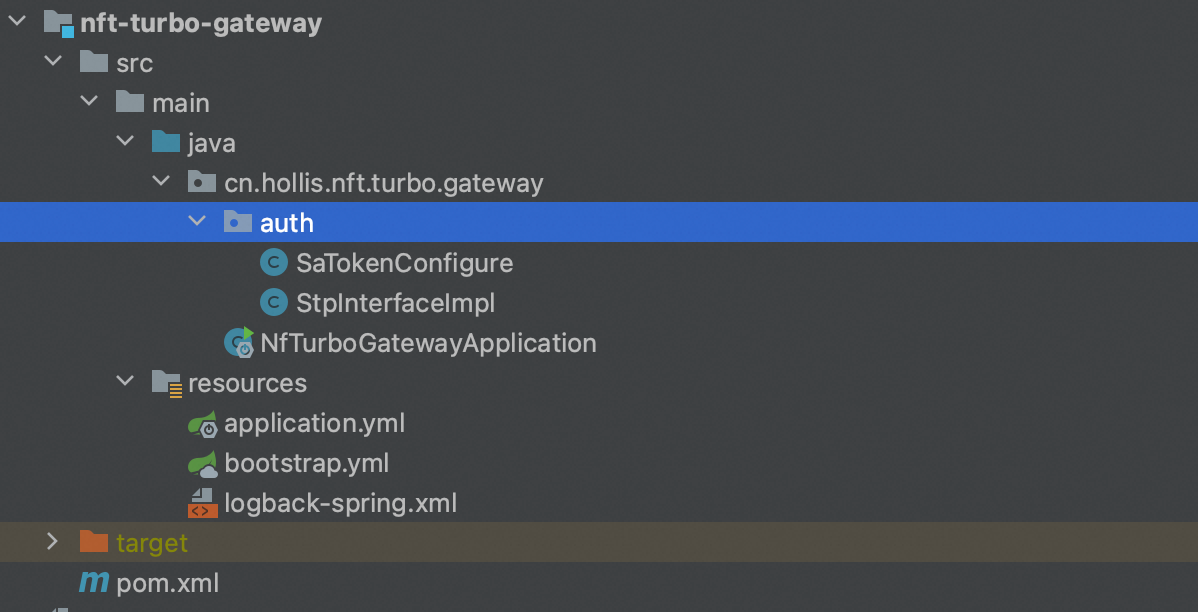 nft-turbo-gateway
src
main
java
cn.hollis.nft.turbo.gateway
auth
SaTokenConfigure
StpInterfaceImpl
NfTurboGatewayApplication
resources
application.yml
bootstrap.yml
logback-spring.xml
target
pom.xml